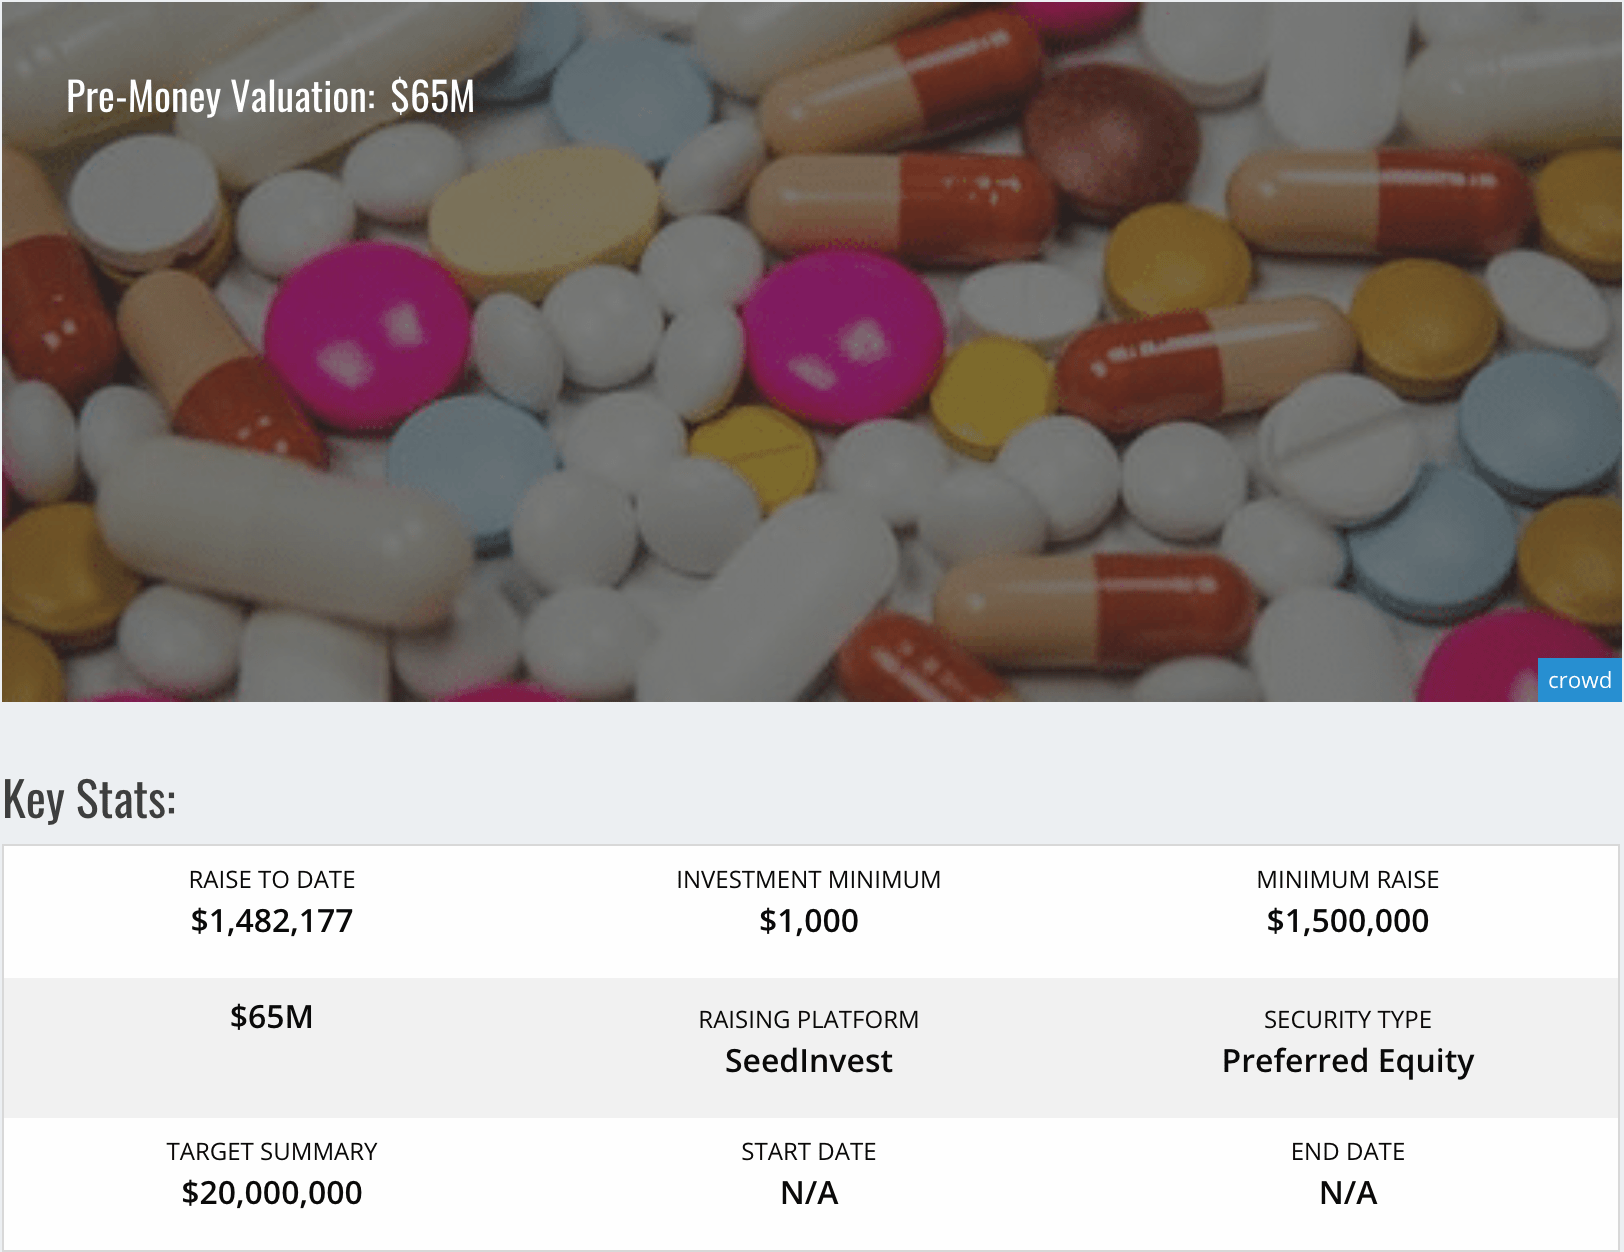 Pre-Money Valuation: $65M
crowd
Key Stats:
RAISE TO DATE
$1,482,177
INVESTMENT MINIMUM
$1,000
MINIMUM RAISE
$1,500,000
$65M
RAISING PLATFORM
SeedInvest
SECURITY TYPE
Preferred Equity
TARGET SUMMARY
$20,000,000
START DATE
N/A
END DATE
N/A